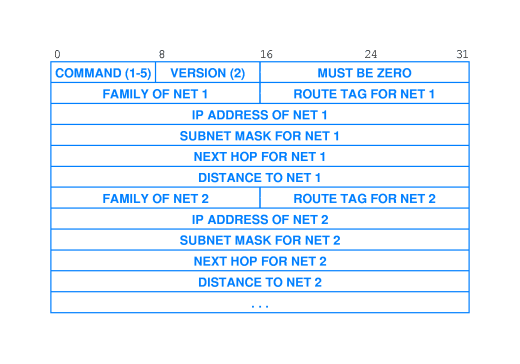 0 8 16 24 31
COMMAND (1-5) VERSION (2) MUST BE ZERO
FAMILY OF NET 1 ROUTE TAG FOR NET 1
IP ADDRESS OF NET 1
SUBNET MASK FOR NET 1
NEXT HOP FOR NET 1
DISTANCE TO NET 1
FAMILY OF NET 2 ROUTE TAG FOR NET 2
IP ADDRESS OF NET 2
SUBNET MASK FOR NET 2
NEXT HOP FOR NET 2
DISTANCE TO NET 2
. . .